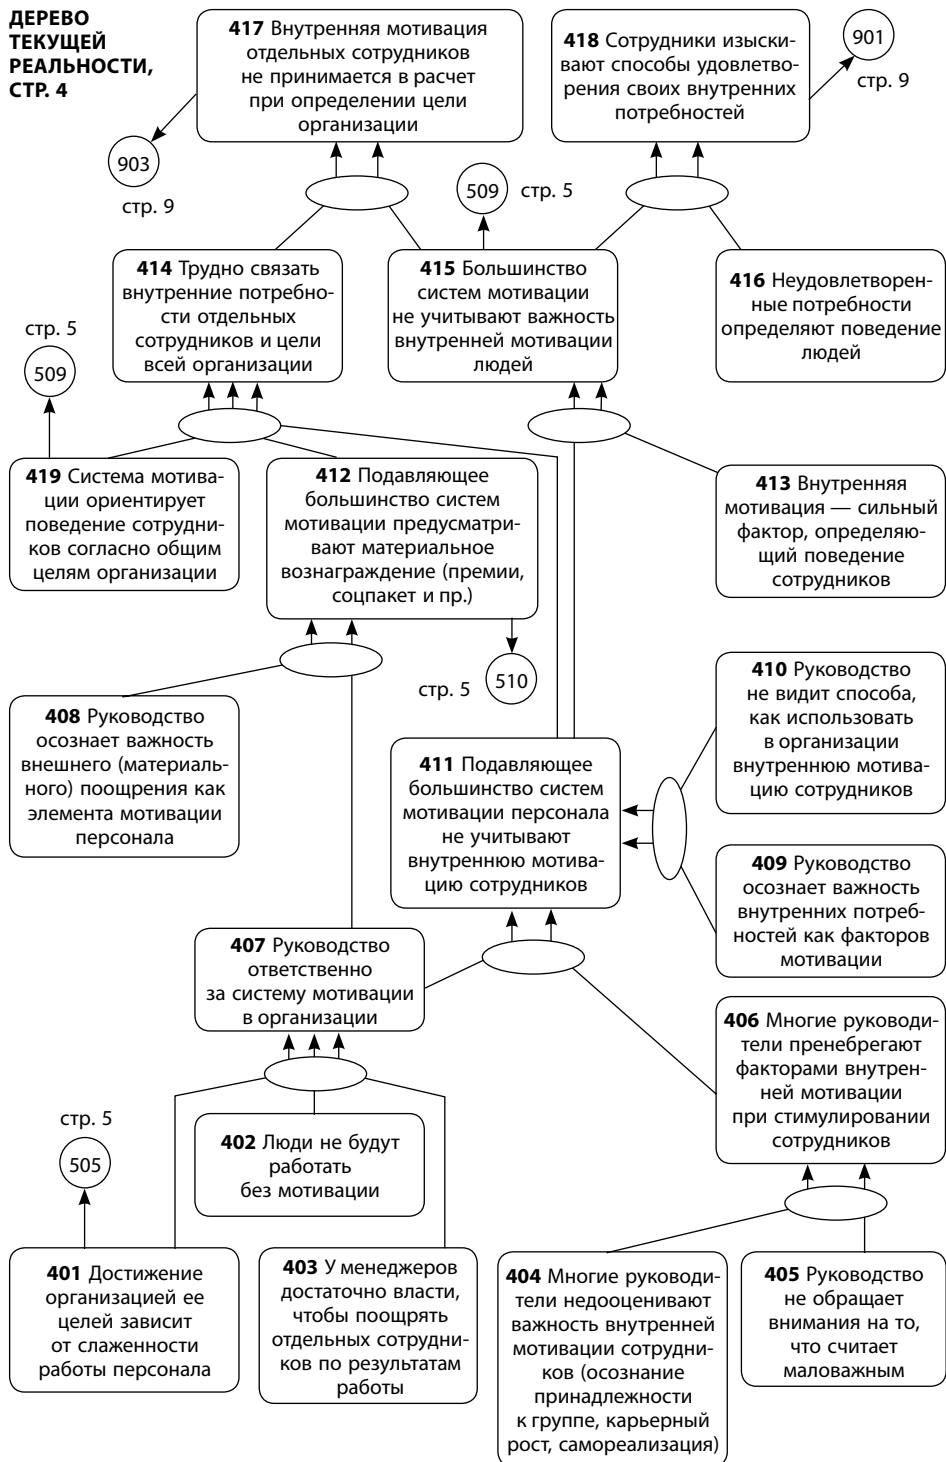 ДЕРЕВО
ТЕКУЩЕЙ
РЕАЛЬНОСТИ,
СТР. 4
417 Внутренняя мотивация
отдельных сотрудников
не принимается в расчет
при определении цели
организации
418 Сотрудники изыски-
вают способы удовлетво-
рения своих внутренних
потребностей
901
стр. 9
903
стр. 9
509
стр. 5
414 Трудно связать
внутренние потребно-
сти отдельных
сотрудников и цели
всей организации
415 Большинство
систем мотивации
не учитывают важность
внутренней мотивации
людей
416 Неудовлетворен-
ные потребности
определяют поведение
людей
стр. 5
509
419 Система мотива-
ции ориентирует
поведение сотрудни-
ков согласно общим
целям организации
412 Подавляющее
большинство систем
мотивации предусматри-
вают материальное
вознаграждение (премии,
соцпакет и пр.)
413 Внутренняя
мотивация — сильный
фактор, определяю-
щий поведение
сотрудников
стр. 5
510
408 Руководство
осознает важность
внешнего (материаль-
ного) поощрения как
элемента мотивации
персонала
411 Подавляющее
большинство систем
мотивации персонала
не учитывают
внутреннюю мотива-
цию сотрудников
410 Руководство
не видит способа,
как использовать
в организации
внутреннюю мотива-
цию сотрудников
409 Руководство
осознает важность
внутренних потреб-
ностей как факторов
мотивации
407 Руководство
ответственно
за систему мотивации
в организации
406 Многие руководи-
тели пренебрегают
факторами внутрен-
ней мотивации
при стимулировании
сотрудников
стр. 5
505
402 Люди не будут
работать
без мотивации
401 Достижение
организацией ее
целей зависит
от слаженности
работы персонала
403 У менеджеров
достаточно власти,
чтобы поощрять
отдельных сотрудни-
ков по результатам
работы
404 Многие руководи-
тели недооценивают
важность внутренней
мотивации сотрудни-
ков (осознание
принадлежности
к группе, карьерный
рост, самореализация)
405 Руководство
не обращает
внимания на то,
что считает
маловажным